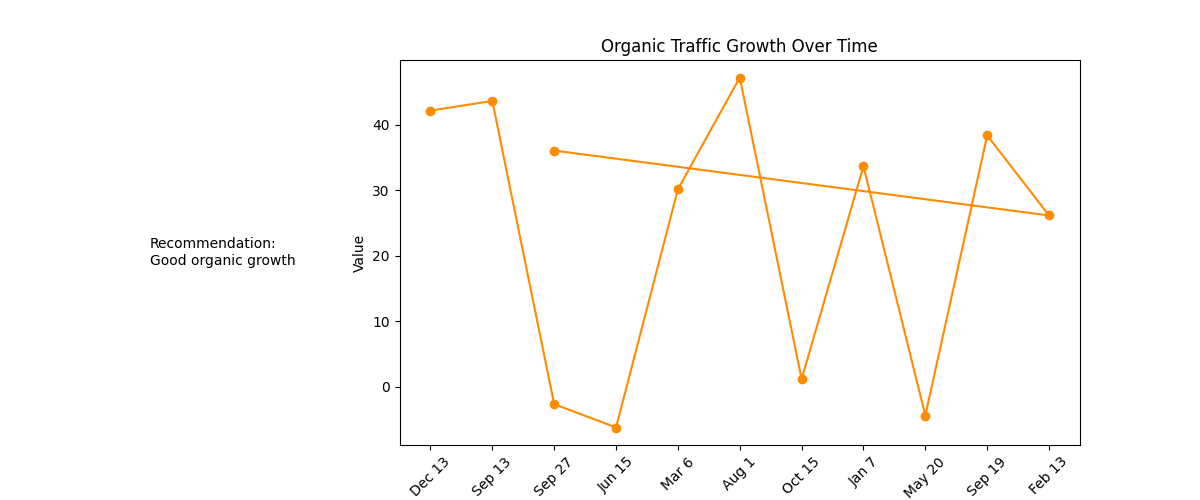 Organic Traffic Growth Over Time
Recommendation:
Good organic growth
Value
40
30
20
10
0
Dec 13
Sep 13
Sep 27
Jun 15
Mar 6
Aug 1
Oct 15
Jan 7
May 20
Sep 19
Feb 13